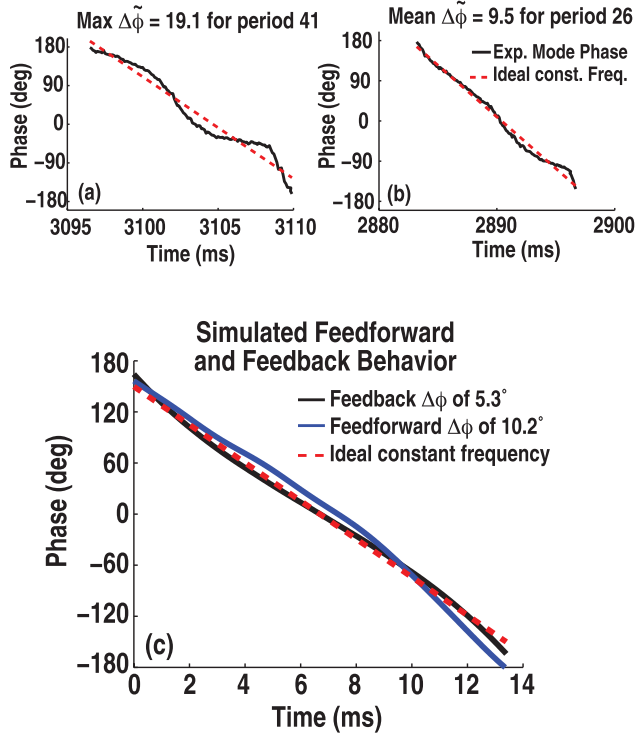 Max Δφ̃ = 19.1 for period 41
Phase (deg)
180
90
0
−90
−180
(a)
3095
3100
3105
3110
Time (ms)
Mean Δφ̃ = 9.5 for period 26
Phase (deg)
180
90
0
−90
−180
Exp. Mode Phase
Ideal const. Freq.
(b)
2880
2890
2900
Time (ms)
Simulated Feedforward
and Feedback Behavior
Phase (deg)
180
120
60
0
−60
−120
−180
Feedback Δϕ of 5.3°
Feedforward Δϕ of 10.2°
Ideal constant frequency
(c)
0
2
4
6
8
10
12
14
Time (ms)